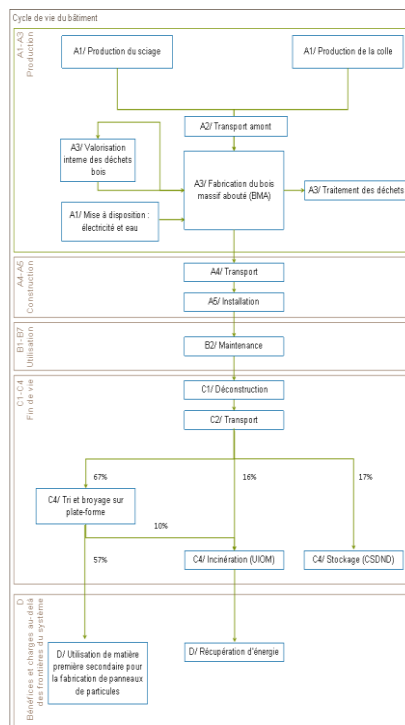 Cycle de vie du bâtiment
A1-A3
Production
A1/ Production du sciage
A1/ Production de la colle
A2/ Transport amont
A3/ Valorisation
interne des déchets
bois
A3/ Fabrication du bois
massif abouté (BMA)
A3/ Traitement des déchets
A1/ Mise à disposition :
électricité et eau
A4-A5
Construction
A4/ Transport
A5/ Installation
B1-B7
Utilisation
B2/ Maintenance
C1-C4
Fin de vie
C1/ Déconstruction
C2/ Transport
67%
16%
17%
C4/ Tri et broyage sur
plate-forme
10%
57%
C4/ Incinération (UIOM)
C4/ Stockage (CSDND)
D
Bénéfices et charges au-delà
des frontières du système
D/ Utilisation de matière
première secondaire pour
la fabrication de panneaux
de particules
D/ Récupération d'énergie